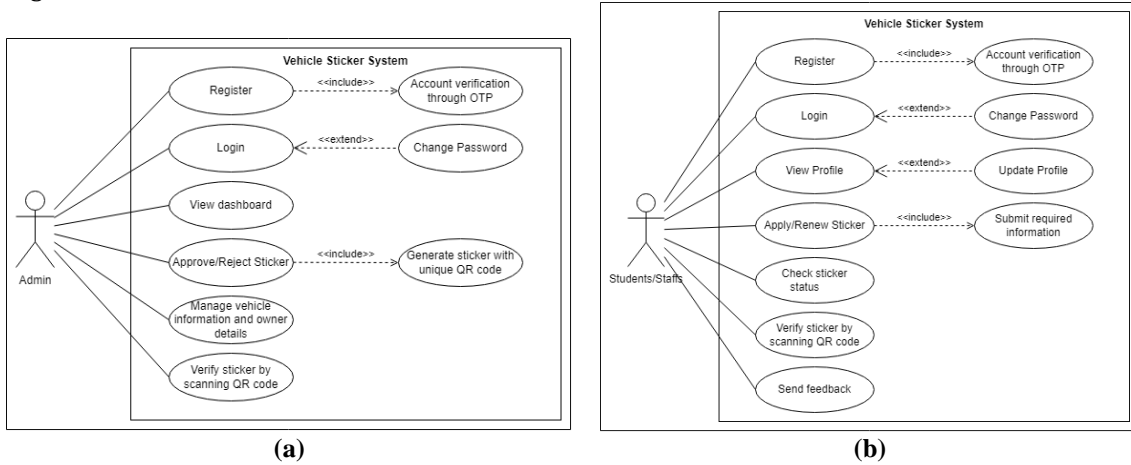 Vehicle Sticker System
Register
<<include>>
Account verification
through OTP
Login
<<extend>>
Change Password
View dashboard
Approve/Reject Sticker
<<include>>
Generate sticker with
unique QR code
Manage vehicle
information and owner
details
Verify sticker by
scanning QR code
Admin
(a)
Vehicle Sticker System
Register
<<include>>
Account verification
through OTP
Login
<<extend>>
Change Password
View Profile
<<extend>>
Update Profile
Apply/Renew Sticker
<<include>>
Submit required
information
Check sticker
status
Verify sticker by
scanning QR code
Send feedback
Students/Staffs
(b)